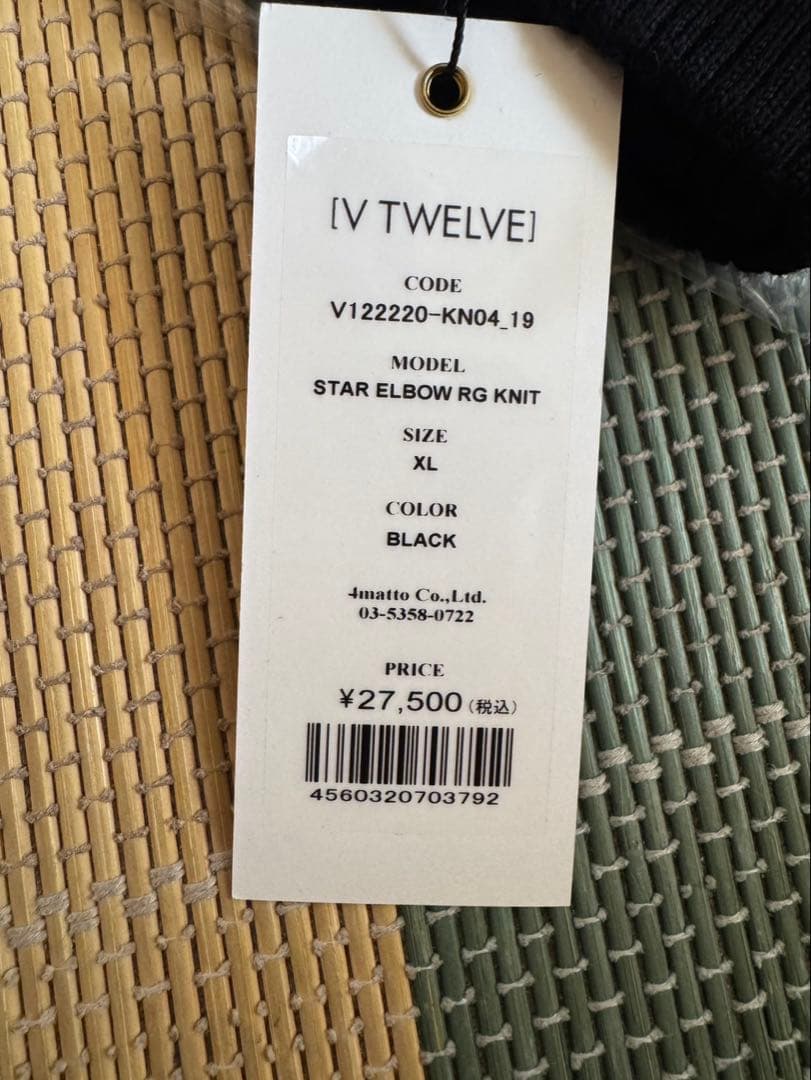 [V TWELVE]
CODE
V122220-KN04_19
MODEL
STAR ELBOW RG KNIT
SIZE
XL
COLOR
BLACK
4matto Co.,Ltd.
03-5358-0722
PRICE
¥27,500(税込)
4560320703792